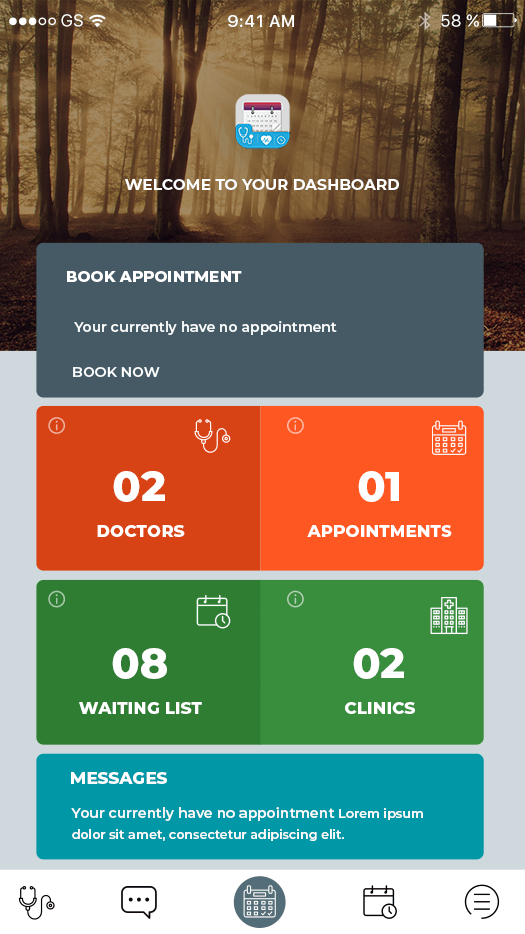 GS 9:41 AM 58 %
WELCOME TO YOUR DASHBOARD
BOOK APPOINTMENT
Your currently have no appointment
BOOK NOW
02 01
DOCTORS APPOINTMENTS
08 02
WAITING LIST CLINICS
MESSAGES
Your currently have no appointment Lorem ipsum
dolor sit amet, consectetur adipiscing elit.